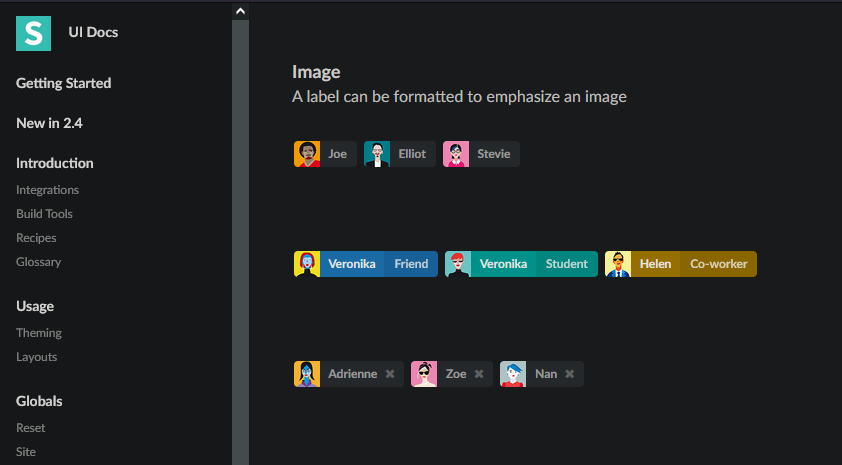 S UI Docs
Getting Started
New in 2.4
Introduction
Integrations
Build Tools
Recipes
Glossary
Usage
Theming
Layouts
Globals
Reset
Site
Image
A label can be formatted to emphasize an image
Joe Elliot Stevie
Veronika Friend Veronika Student Helen Co-worker
Adrienne Zoe Nan